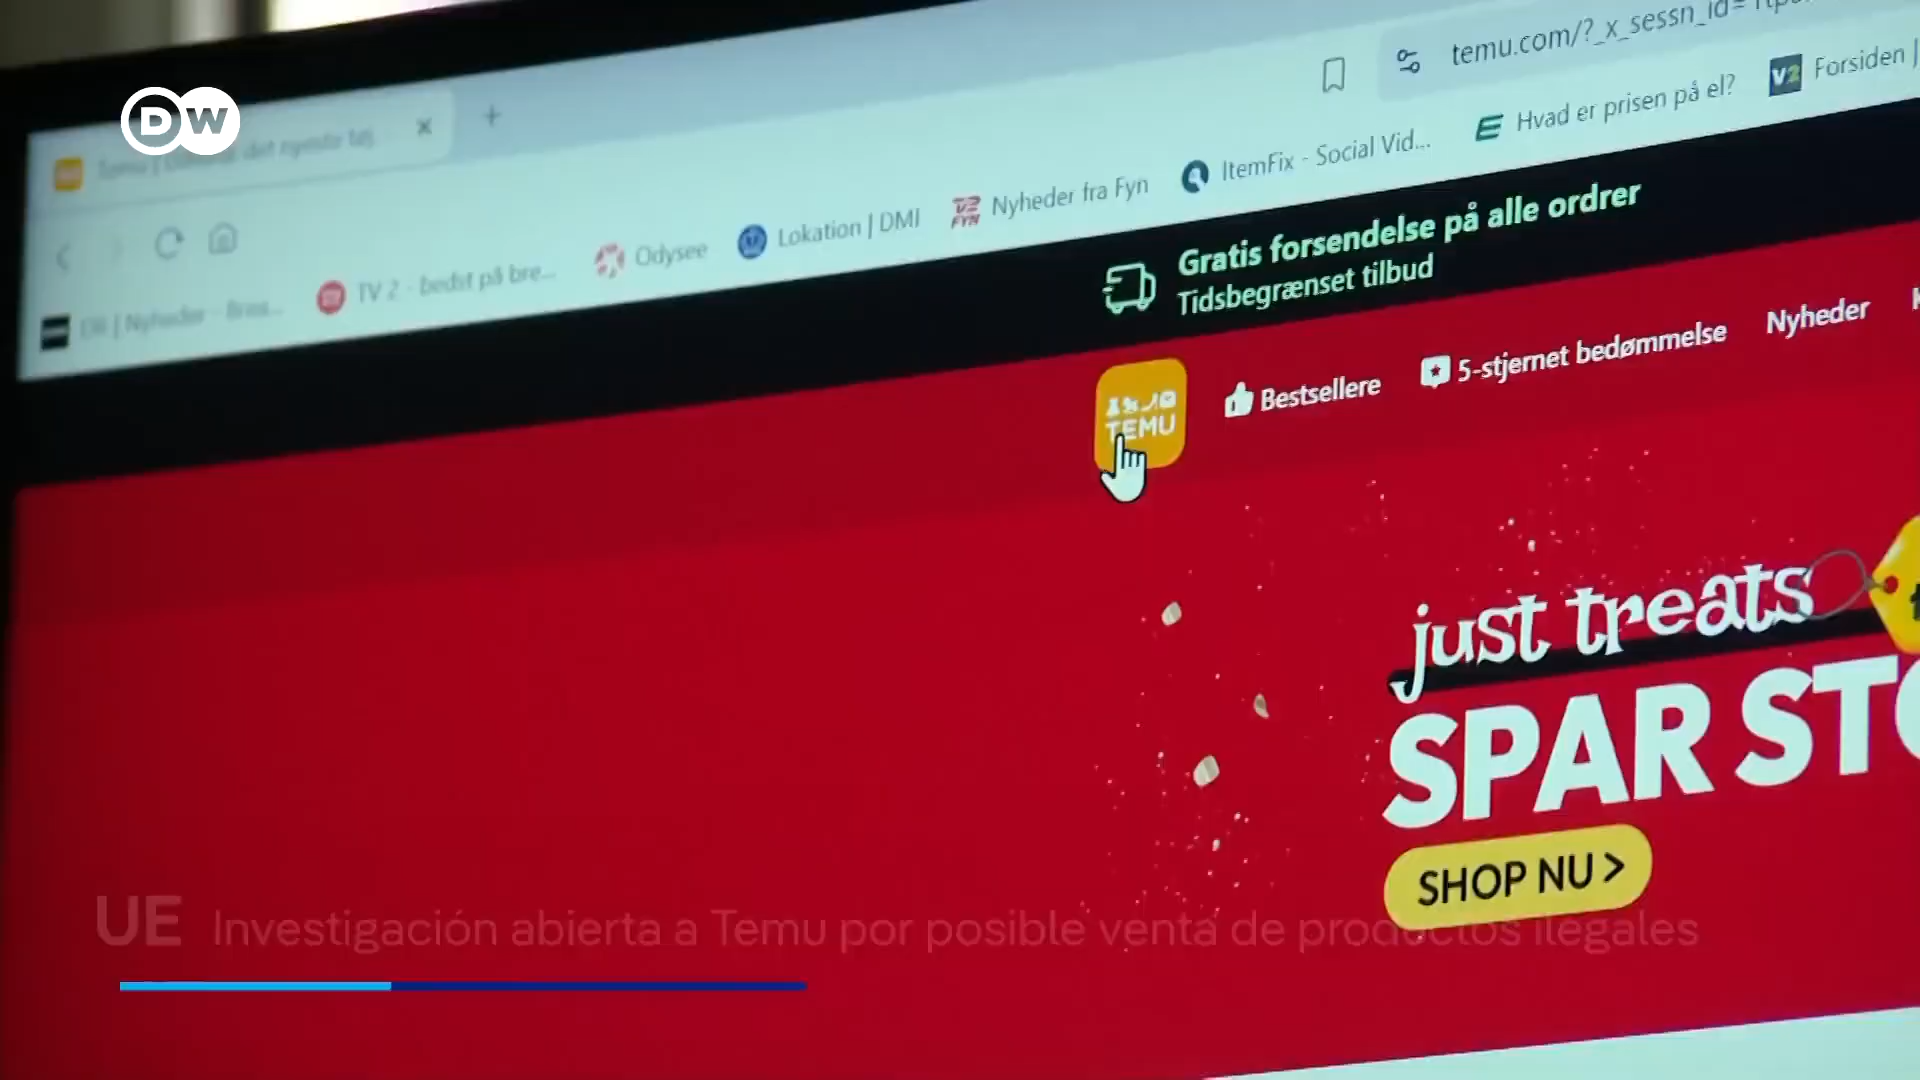 DW
temu.com/?_x_sessn_id=
Nyheder
TV 2 - bedst på bre...
Odysee
Lokation | DMI
Nyheder fra Fyn
ItemFix - Social Vid...
Hvad er prisen på el?
Forsiden |
Gratis forsendelse på alle ordrer
Tidsbegrænset tilbud
TEMU
Bestsellere
5-stjernet bedømmelse
Nyheder
just treats
SPAR
SHOP NU >
UE Investigación abierta a Temu por posible venta de productos ilegales